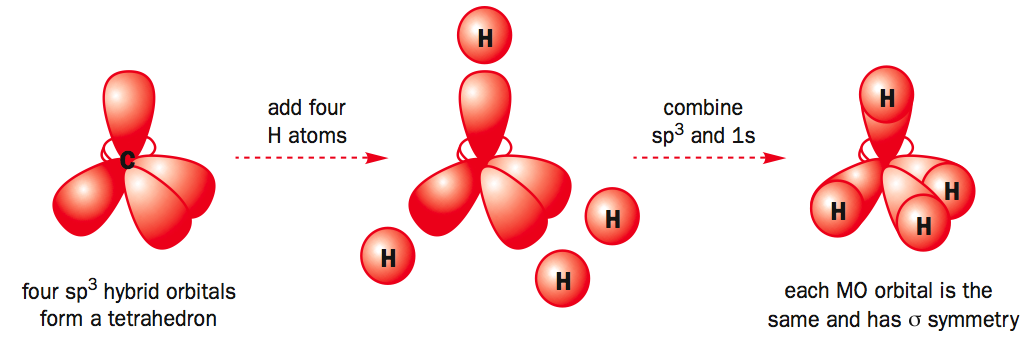 C
four sp³ hybrid orbitals
form a tetrahedron
add four
H atoms
H
H
H
H
combine
sp³ and 1s
H
H
H
H
each MO orbital is the
same and has σ symmetry